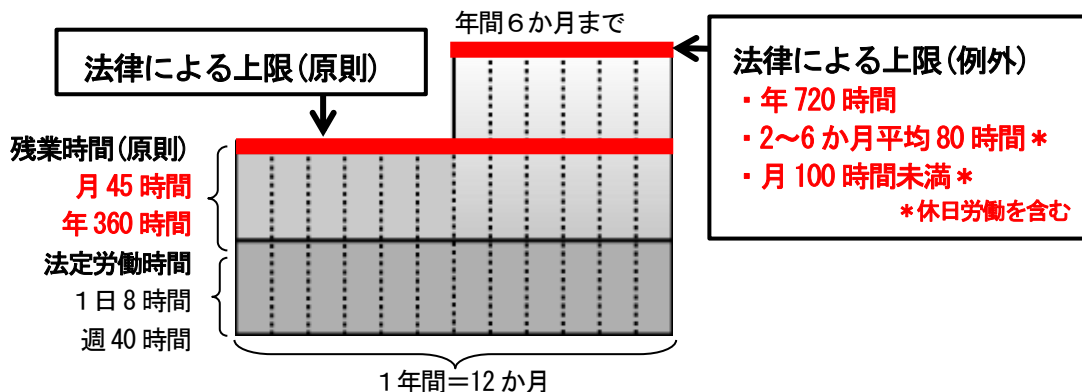 年間６か月まで
法律による上限（原則）
法律による上限（例外）
・年 720 時間
・2～6 か月平均 80 時間＊
・月 100 時間未満＊
＊休日労働を含む
残業時間（原則）
月 45 時間
年 360 時間
法定労働時間
１日 8 時間
週 40 時間
１年間＝12 か月